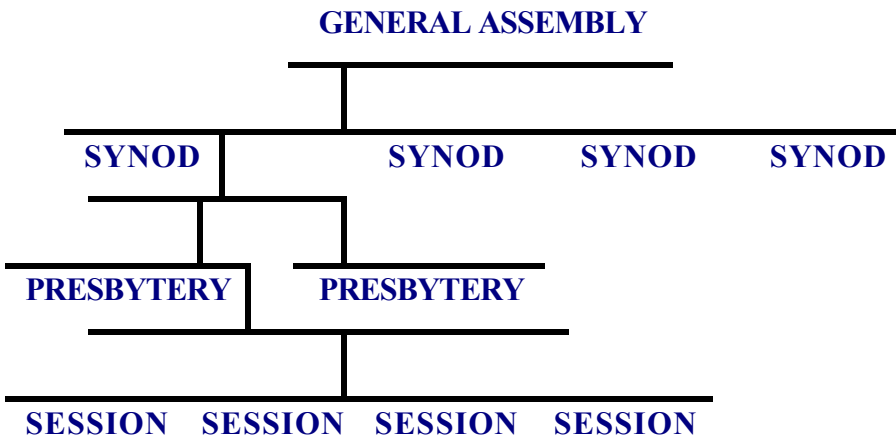 GENERAL ASSEMBLY
SYNOD SYNOD SYNOD SYNOD
PRESBYTERY PRESBYTERY
SESSION SESSION SESSION SESSION